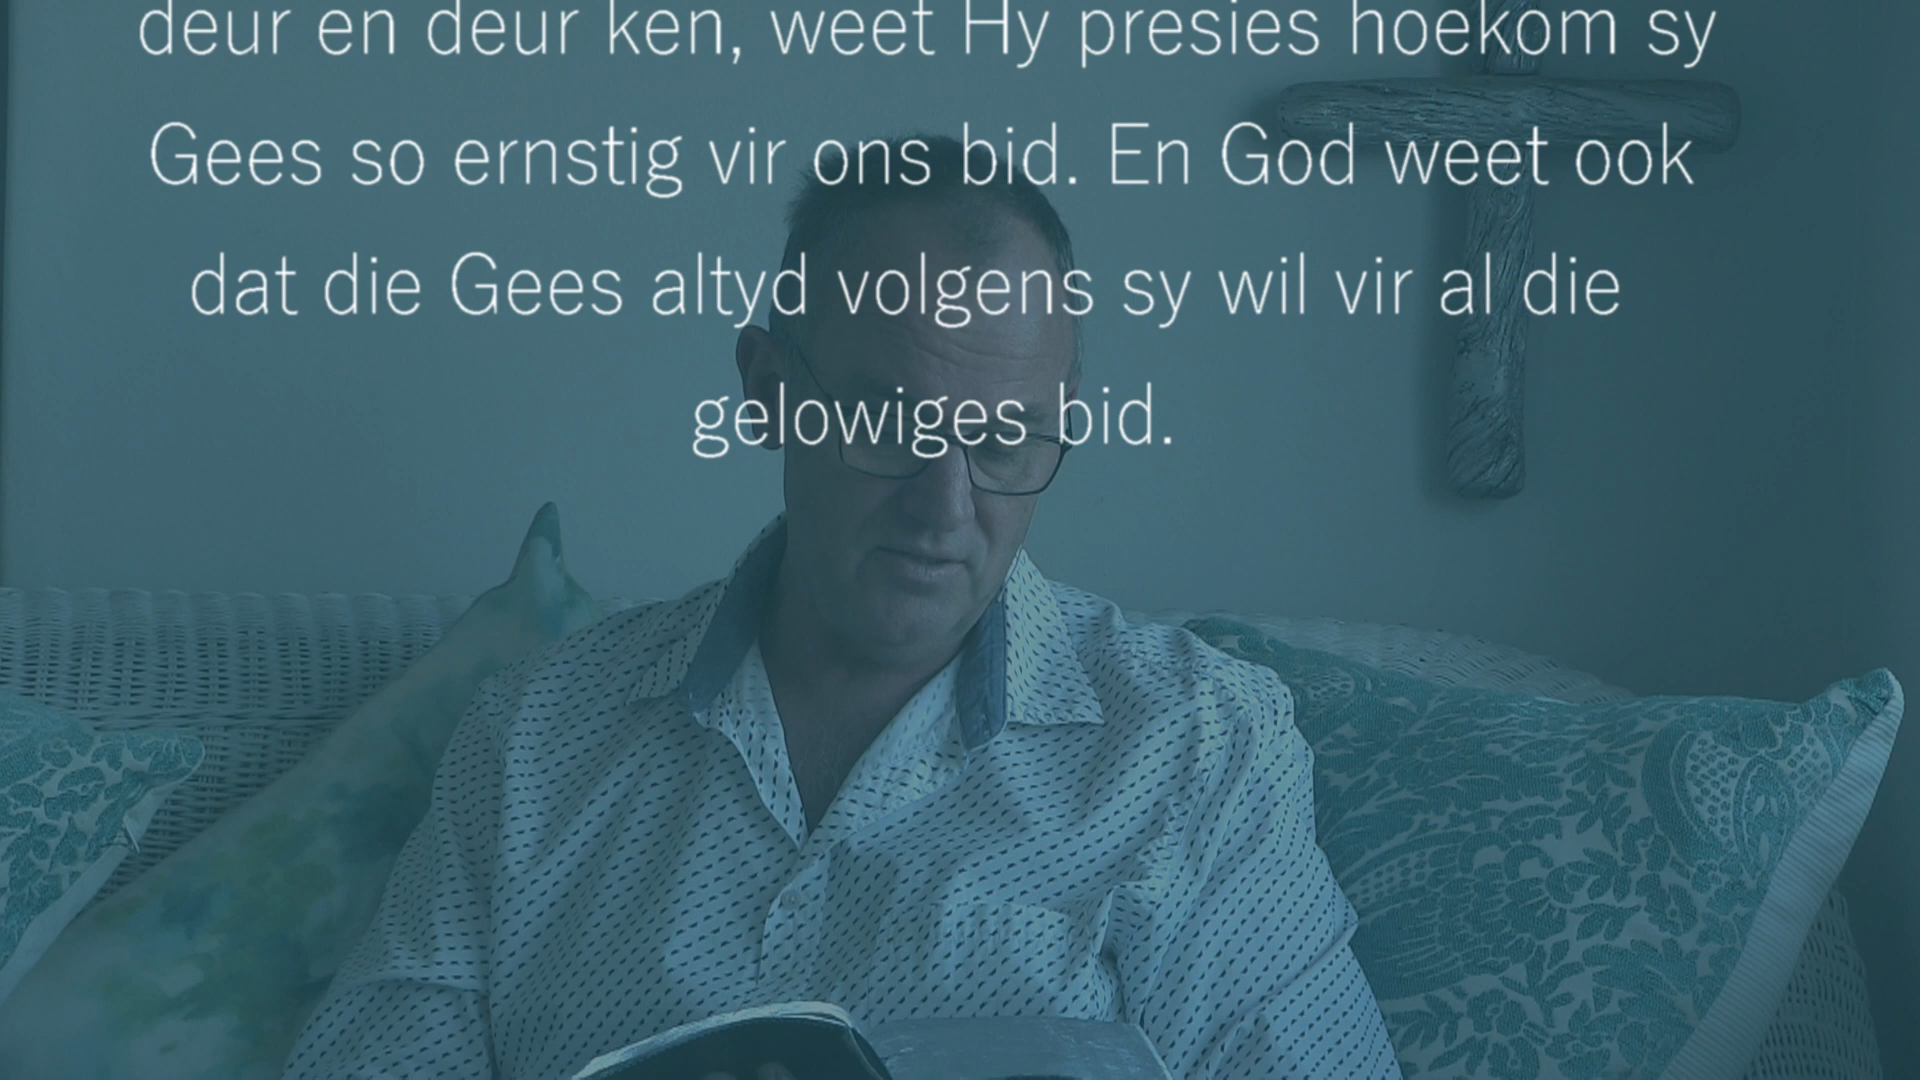 deur en deur ken, weet Hy presies hoekom sy
Gees so ernstig vir ons bid. En God weet ook
dat die Gees altyd volgens sy wil vir al die
gelowiges bid.